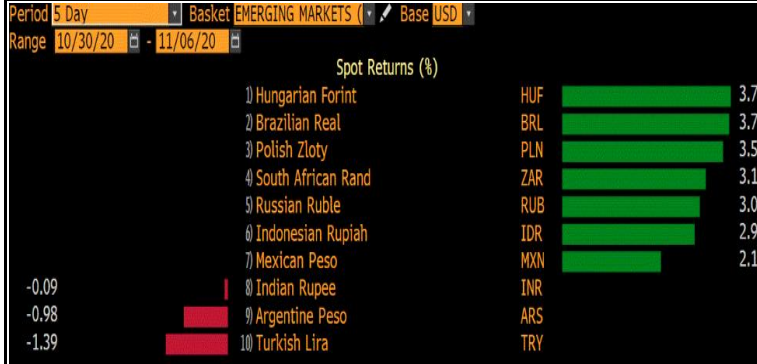 Period 5 Day Basket EMERGING MARKETS ( Base USD
Range 10/30/20 - 11/06/20
Spot Returns (%)
1) Hungarian Forint HUF 3.7
2) Brazilian Real BRL 3.7
3) Polish Zloty PLN 3.5
4) South African Rand ZAR 3.1
5) Russian Ruble RUB 3.0
6) Indonesian Rupiah IDR 2.9
7) Mexican Peso MXN 2.1
-0.09 8) Indian Rupee INR
-0.98 9) Argentine Peso ARS
-1.39 10) Turkish Lira TRY